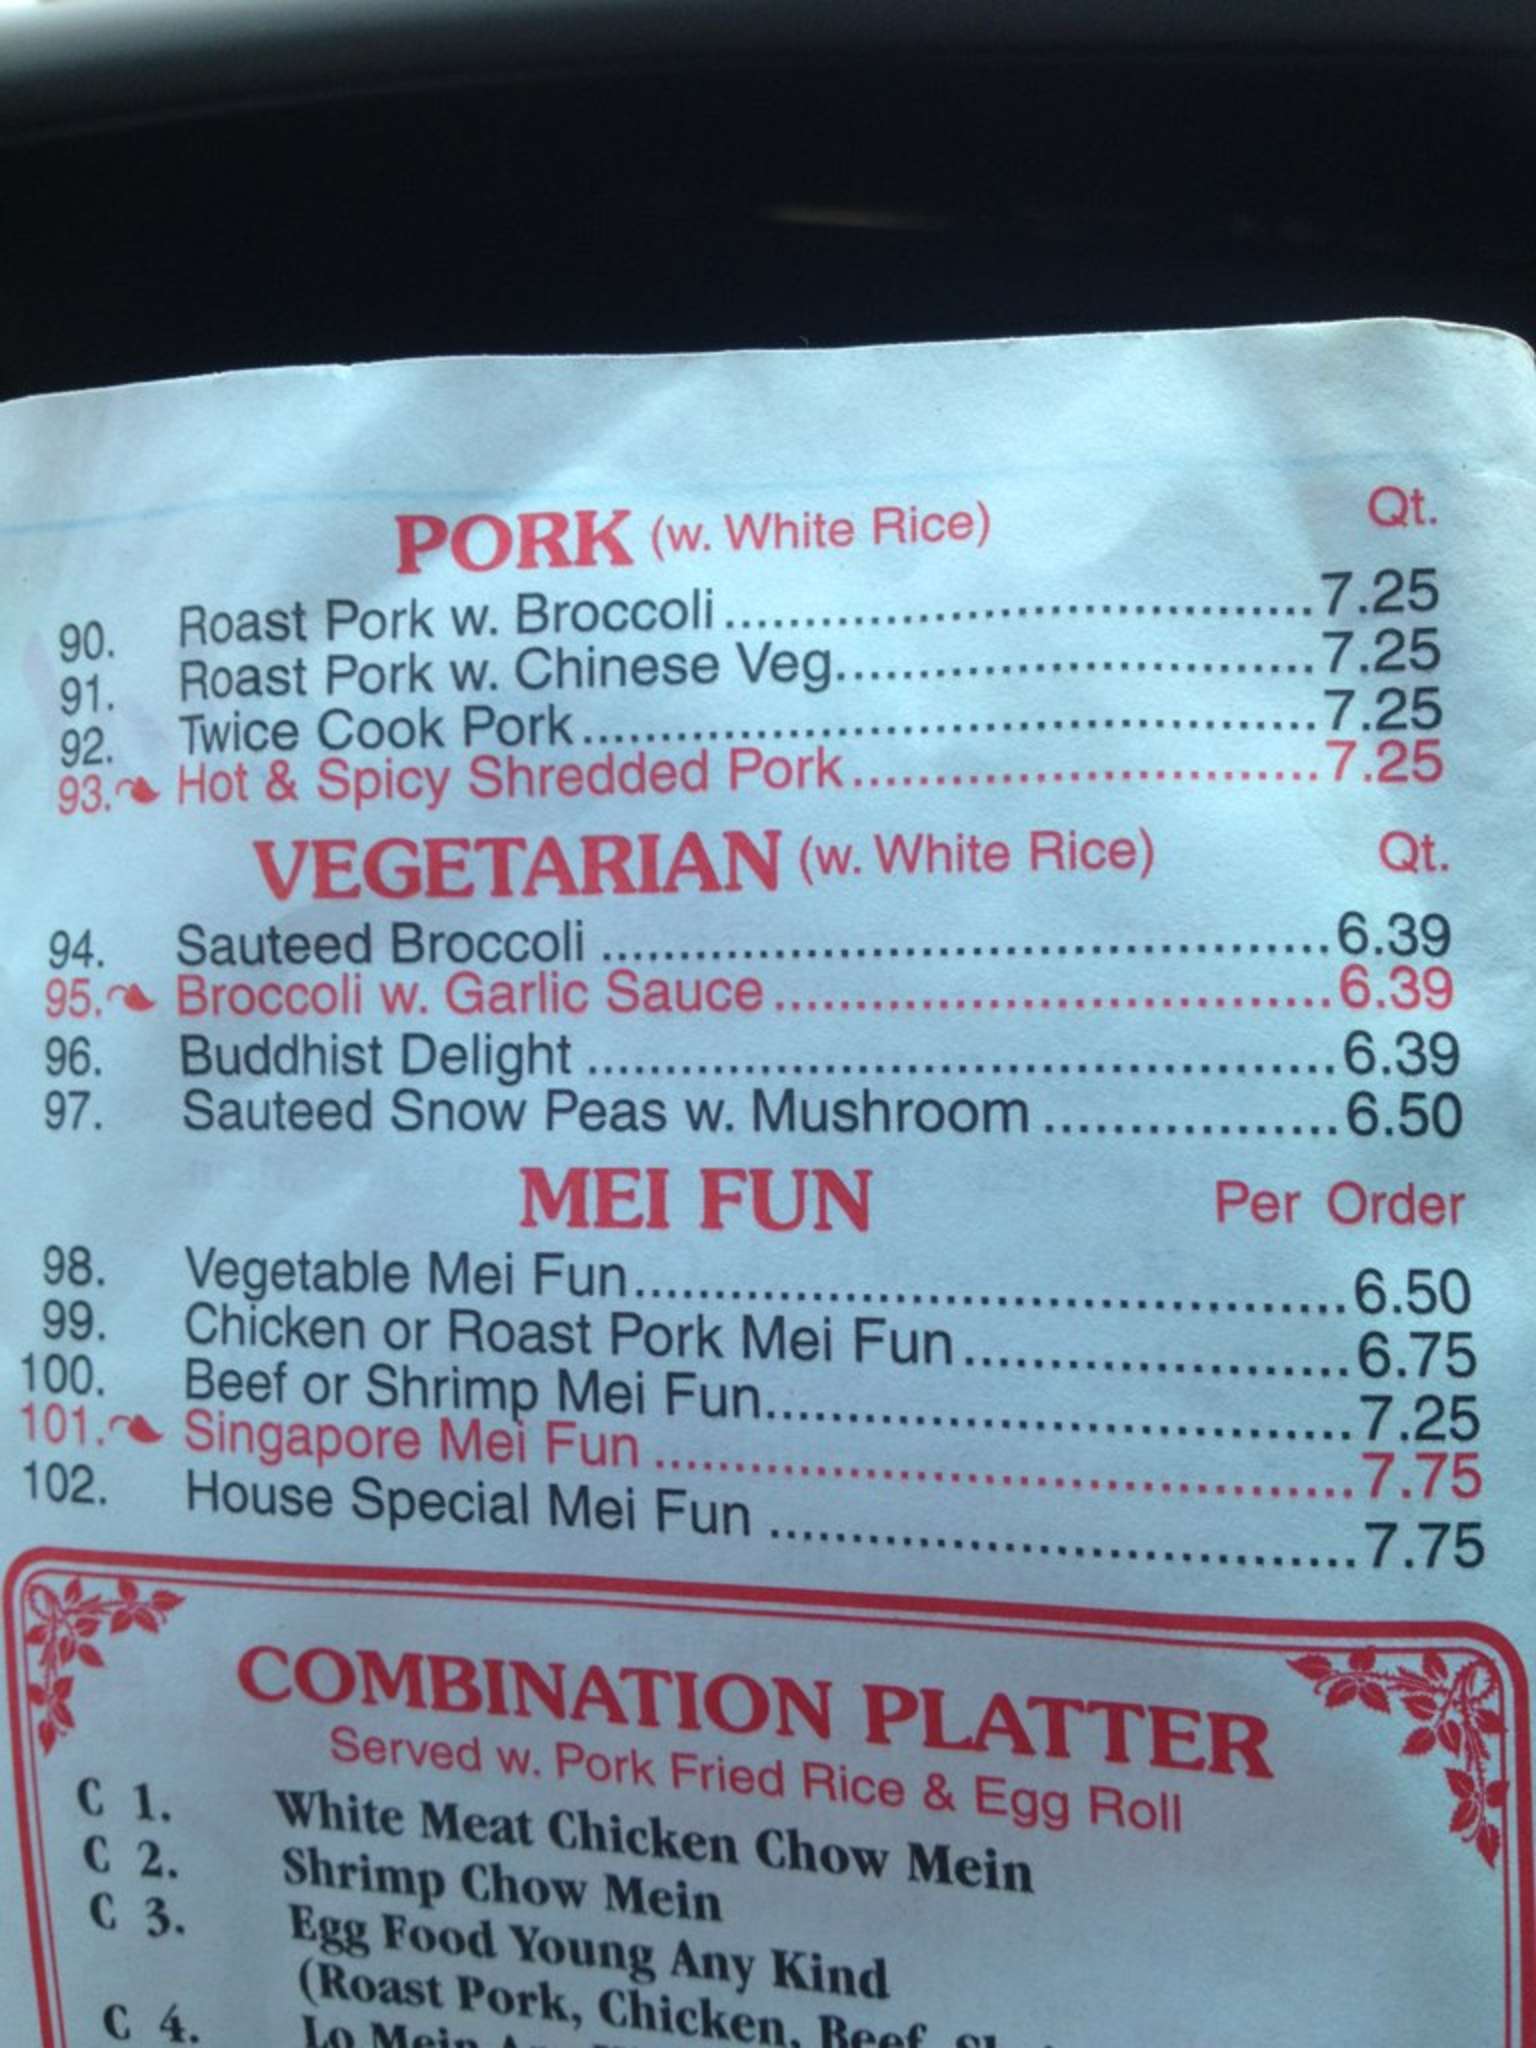 PORK (w. White Rice) Qt.
90. Roast Pork w. Broccoli 7.25
91. Roast Pork w. Chinese Veg. 7.25
92. Twice Cook Pork 7.25
93. Hot & Spicy Shredded Pork 7.25
VEGETARIAN (w. White Rice) Qt.
94. Sauteed Broccoli 6.39
95. Broccoli w. Garlic Sauce 6.39
96. Buddhist Delight 6.39
97. Sauteed Snow Peas w. Mushroom 6.50
MEI FUN Per Order
98. Vegetable Mei Fun 6.50
99. Chicken or Roast Pork Mei Fun 6.75
100. Beef or Shrimp Mei Fun 7.25
101. Singapore Mei Fun 7.75
102. House Special Mei Fun 7.75
COMBINATION PLATTER
Served w. Pork Fried Rice & Egg Roll
C 1. White Meat Chicken Chow Mein
C 2. Shrimp Chow Mein
C 3. Egg Food Young Any Kind
(Roast Pork, Chicken, Beef,
C 4. Lo Mein